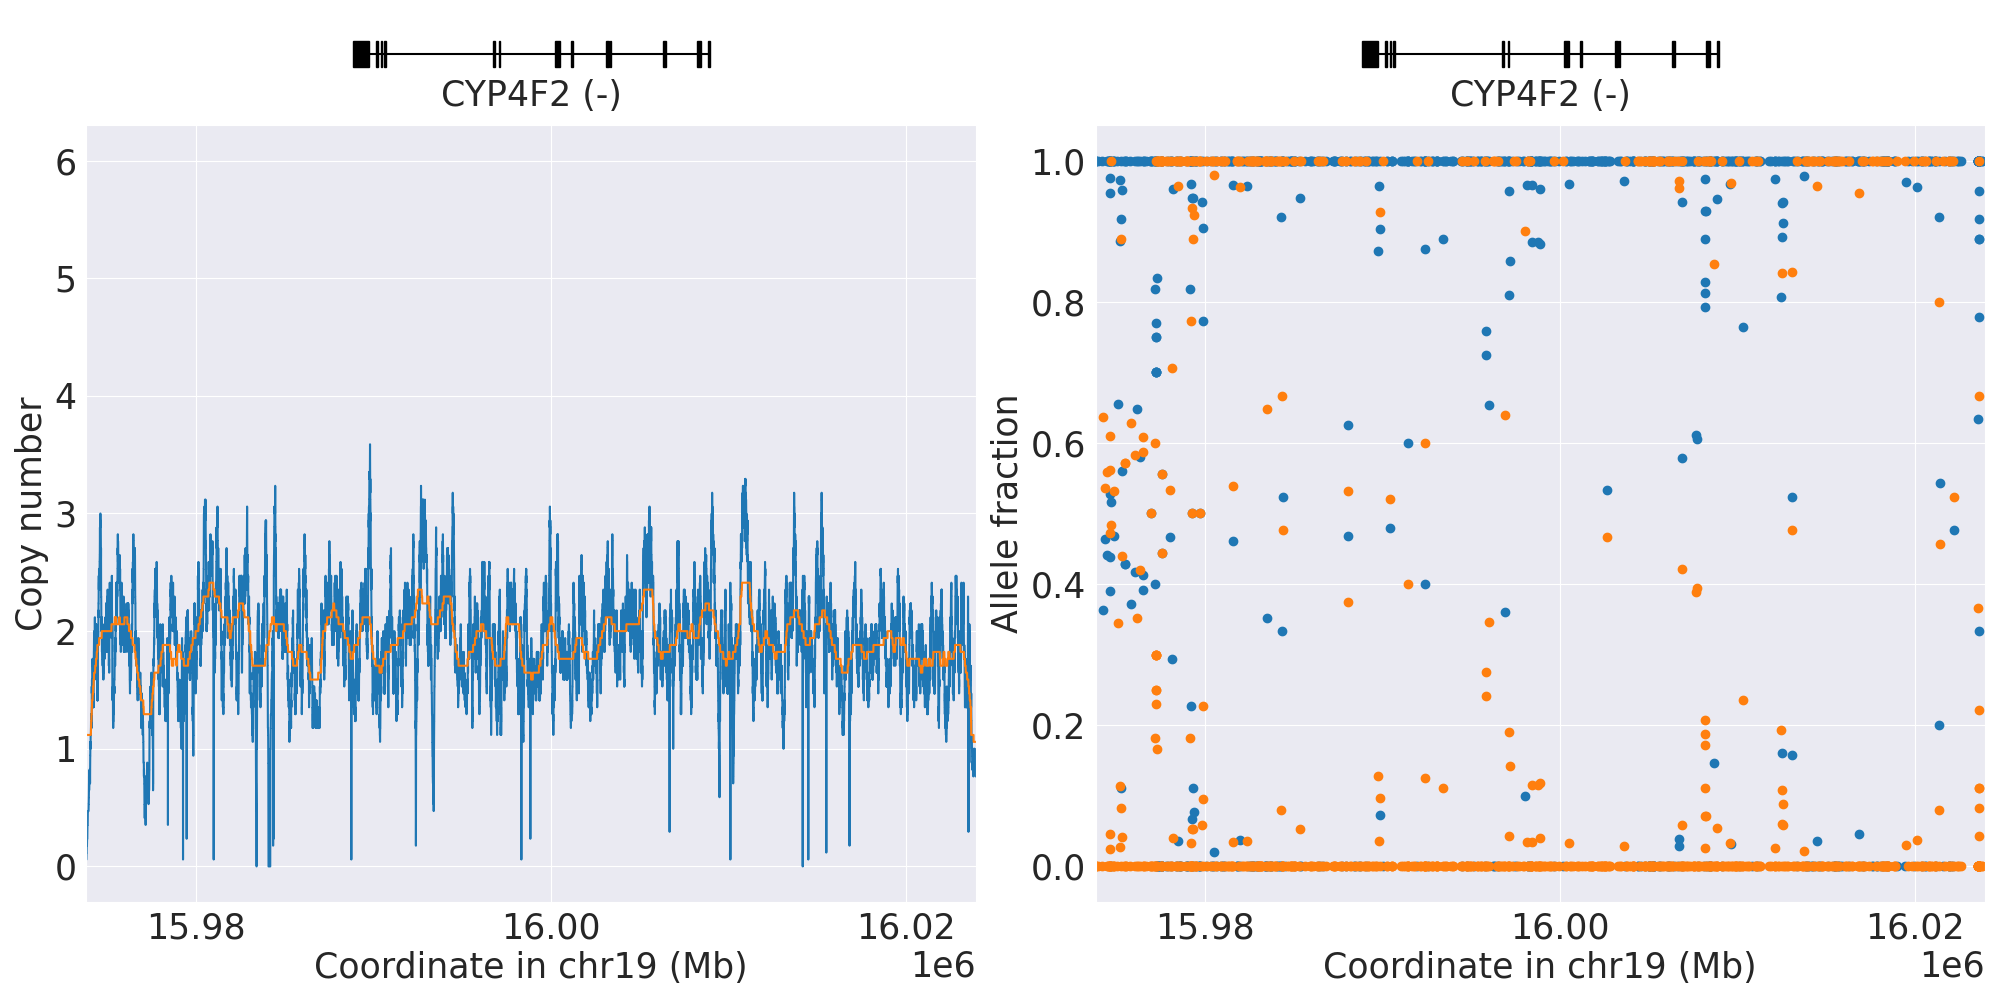 CYP4F2 (-)
6
5
4
3
2
1
0
Copy number
15.98
16.00
16.02
Coordinate in chr19 (Mb)
1e6
CYP4F2 (-)
1.0
0.8
0.6
0.4
0.2
0.0
Allele fraction
15.98
16.00
16.02
Coordinate in chr19 (Mb)
1e6